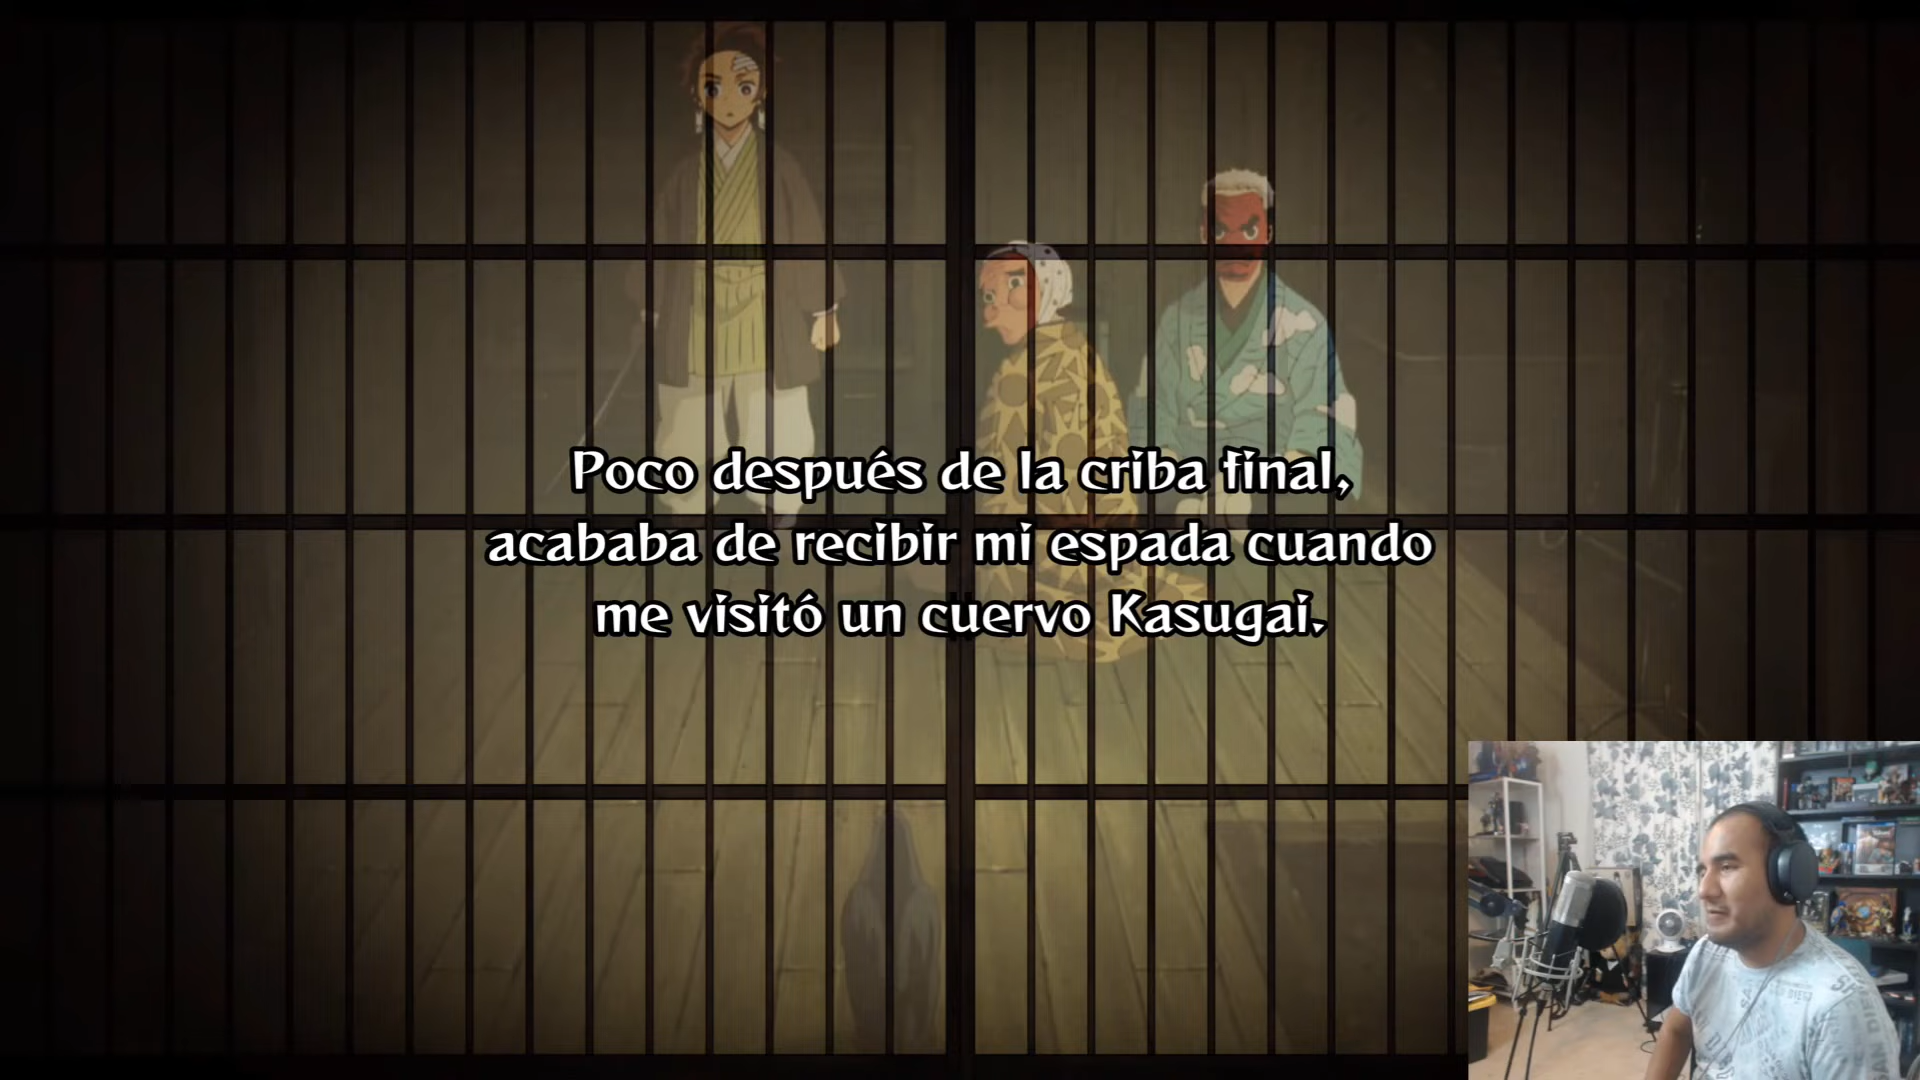 Poco después de la criba final,
acababa de recibir mi espada cuando
me visitó un cuervo Kasugai.